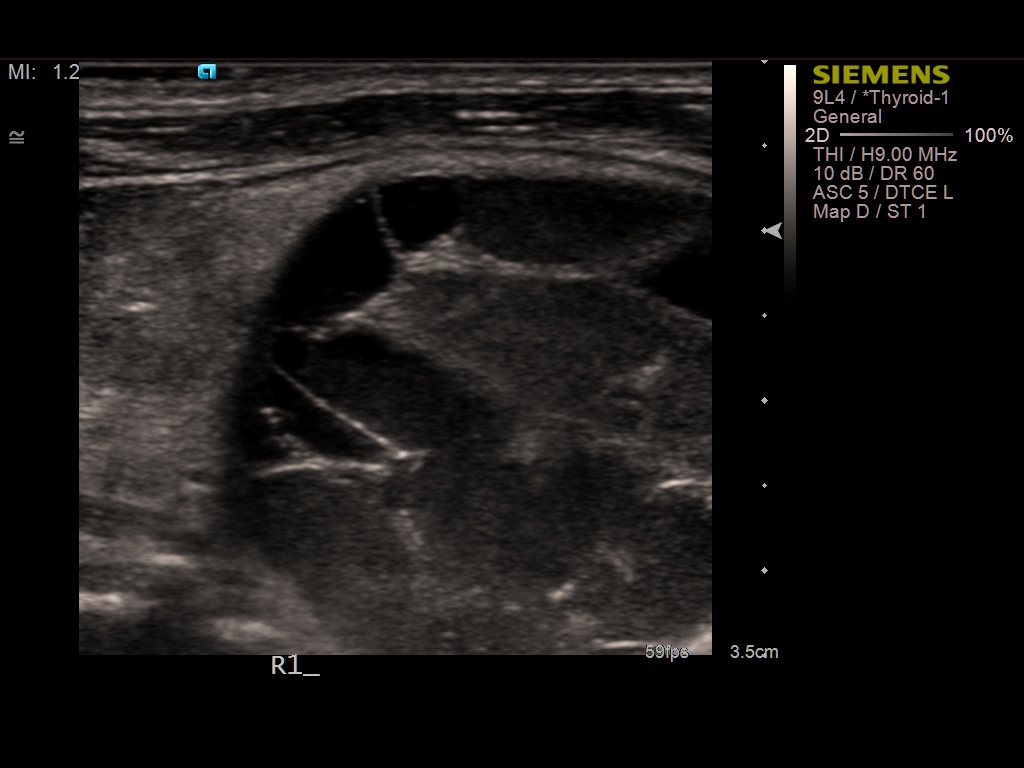 MI: 1.2
SIEMENS
9L4 / *Thyroid-1
General
2D 100%
THI / H9.00 MHz
10 dB / DR 60
ASC 5 / DTCE L
Map D / ST 1
59fps 3.5cm
R1_